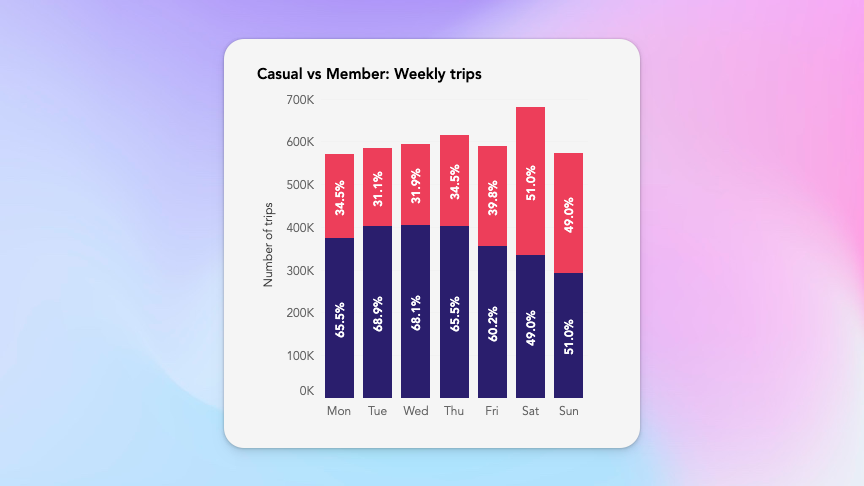 Casual vs Member: Weekly trips
700K
600K
500K
400K
300K
200K
100K
0K
Number of trips
34.5%
31.1%
31.9%
34.5%
39.8%
51.0%
49.0%
65.5%
68.9%
68.1%
65.5%
60.2%
49.0%
51.0%
Mon Tue Wed Thu Fri Sat Sun